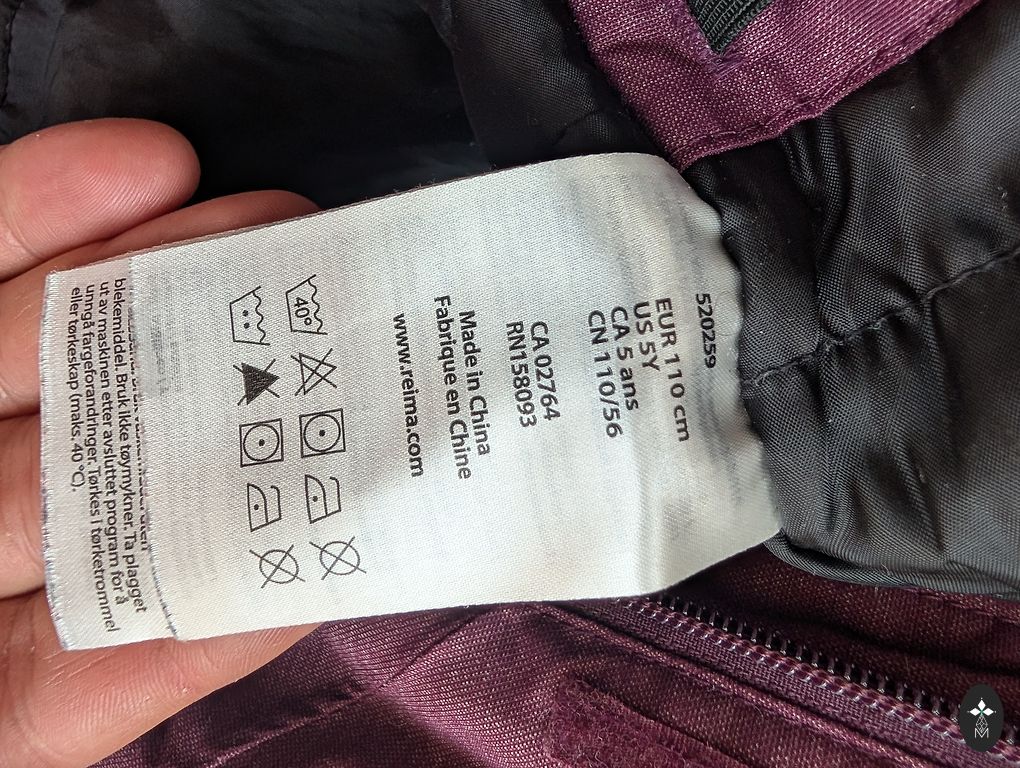 520259
EUR 110 cm
US 5Y
CA 5 ans
CN 110/56
CA 02764
RN158093
Made in China
Fabrique en Chine
www.reima.com
40°
blekemiddel. Bruk ikke tøymykner. Ta plagget
ut av maskinen etter avsluttet program for å
unngå fargeforandringer. Tørkes i tørketrommel
eller tørkeskap (maks. 40 °C).
M